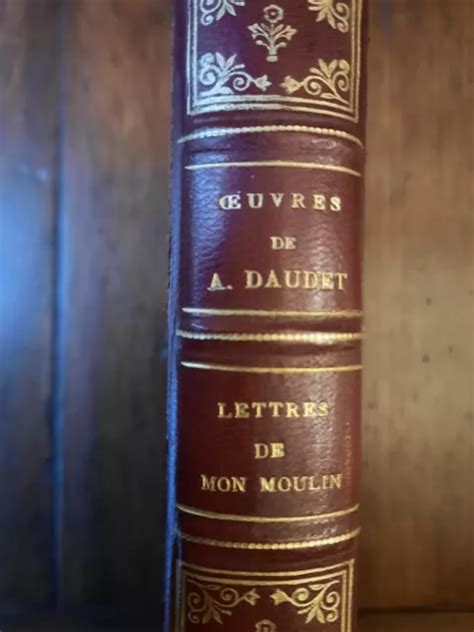 ŒUVRES
DE
A. DAUDET
LETTRES
DE
MON MOULIN